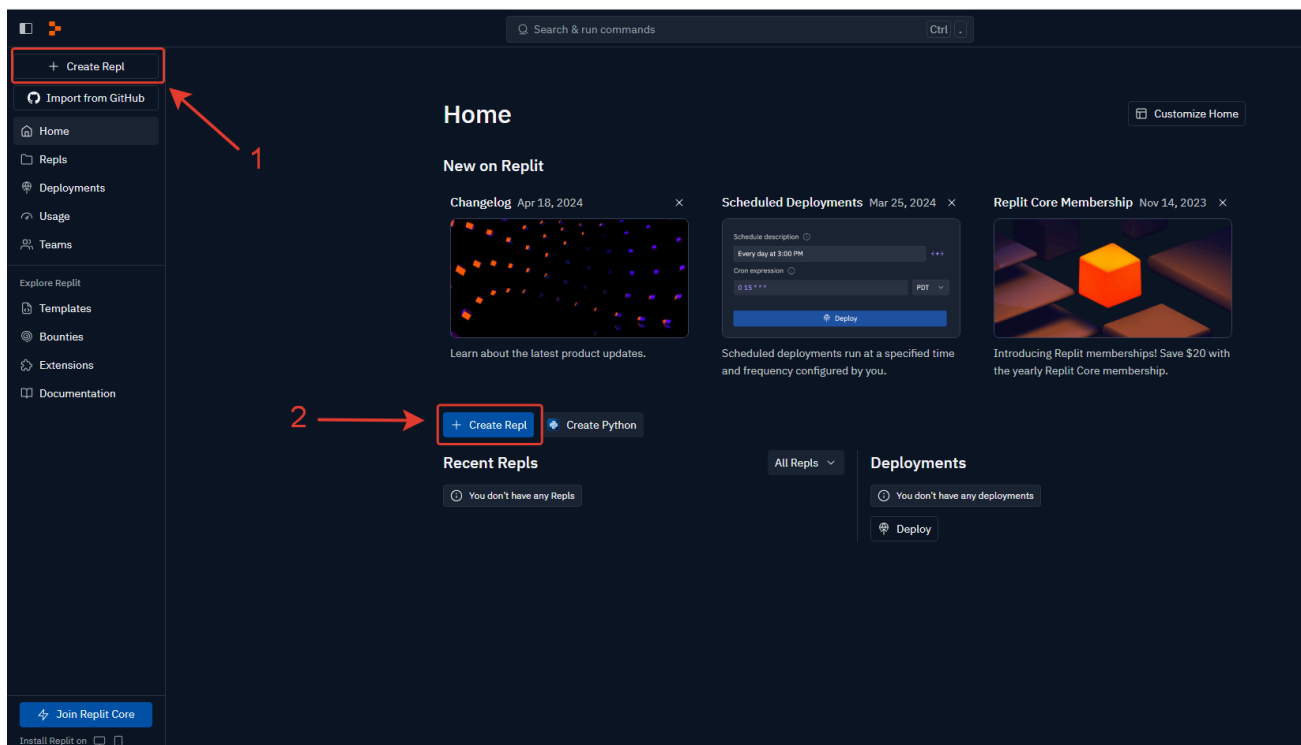 Search & run commands
Ctrl .
+ Create Repl
Import from GitHub
Home
Repls
Deployments
Usage
Teams
Explore Replit
Templates
Bounties
Extensions
Documentation
Join Replit Core
Install Replit on
1
Home
Customize Home
New on Replit
Changelog Apr 18, 2024 ×
Learn about the latest product updates.
Scheduled Deployments Mar 25, 2024 ×
Schedule description
Every day at 3:00 PM
Cron expression
0 15 * * *
PDT
Deploy
Scheduled deployments run at a specified time
and frequency configured by you.
Replit Core Membership Nov 14, 2023 ×
Introducing Replit memberships! Save $20 with
the yearly Replit Core membership.
2
+ Create Repl
Create Python
Recent Repls
All Repls
You don't have any Repls
Deployments
You don't have any deployments
Deploy